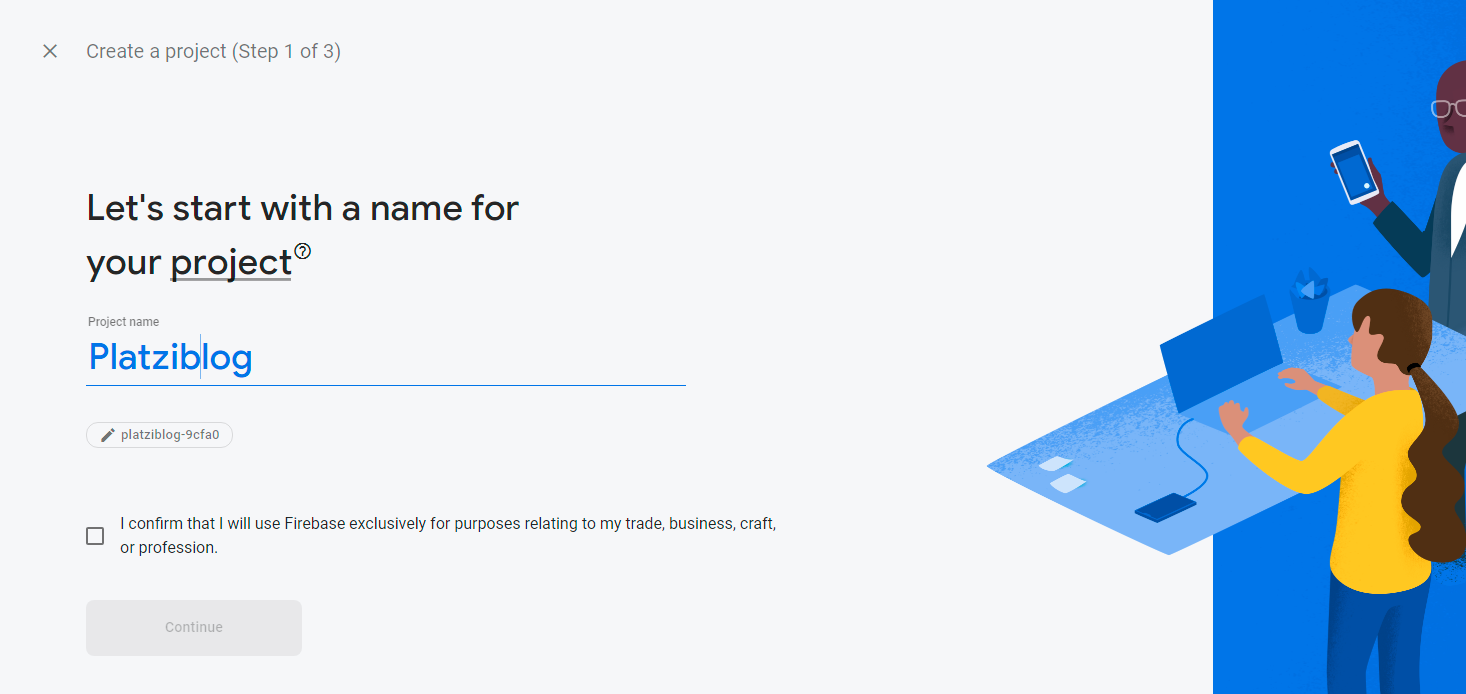 Create a project (Step 1 of 3)
Let's start with a name for
your project
Project name
Platziblog
platziblog-9cfa0
I confirm that I will use Firebase exclusively for purposes relating to my trade, business, craft,
or profession.
Continue